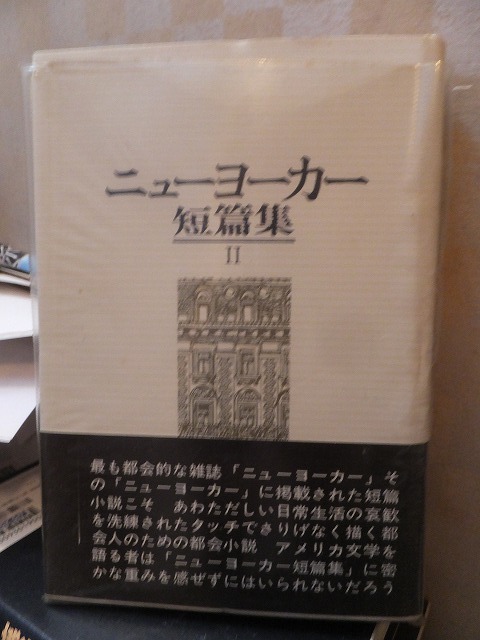 ニューヨーカー
短篇集
II
最も都会的な雑誌「ニューヨーカー」そ
の「ニューヨーカー」に掲載された短篇
小説こそ　あわただしい日常生活の哀歓
を洗練されたタッチでさりげなく描く都
会人のための都会小説　アメリカ文学を
語る者は「ニューヨーカー短篇集」に密
かな重みを感ぜずにはいられないだろう